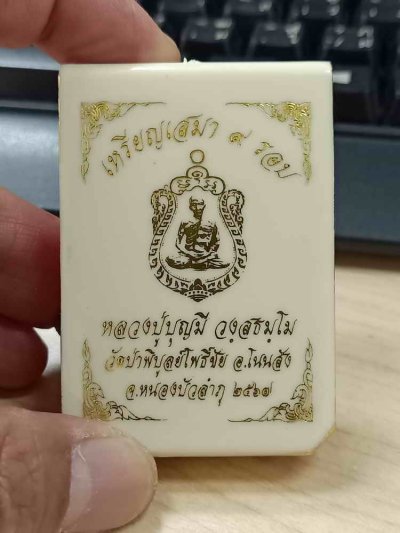 เหรียญเสมา ๘ รอบ
หลวงปู่บุญมี วงฺสธมฺโม
วัดป่าพิบูลย์โพธิ์ชัย อ.โนนสัง
จ.หนองบัวลำภู ๒๕๖๗